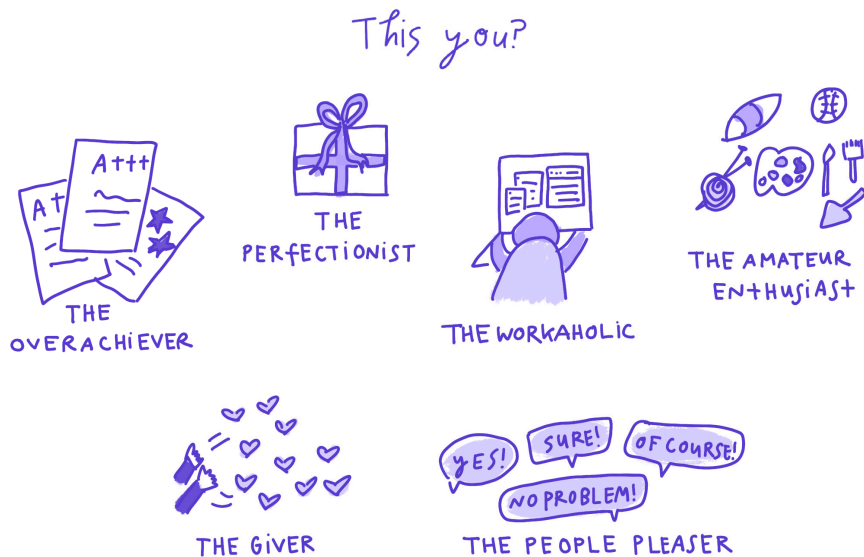 This you?
A+++
A+
THE
OVERACHIEVER
THE
PERFECTIONIST
THE WORKAHOLIC
THE AMATEUR
ENTHUSIAST
THE GIVER
YES!
SURE!
OF COURSE!
NO PROBLEM!
THE PEOPLE PLEASER